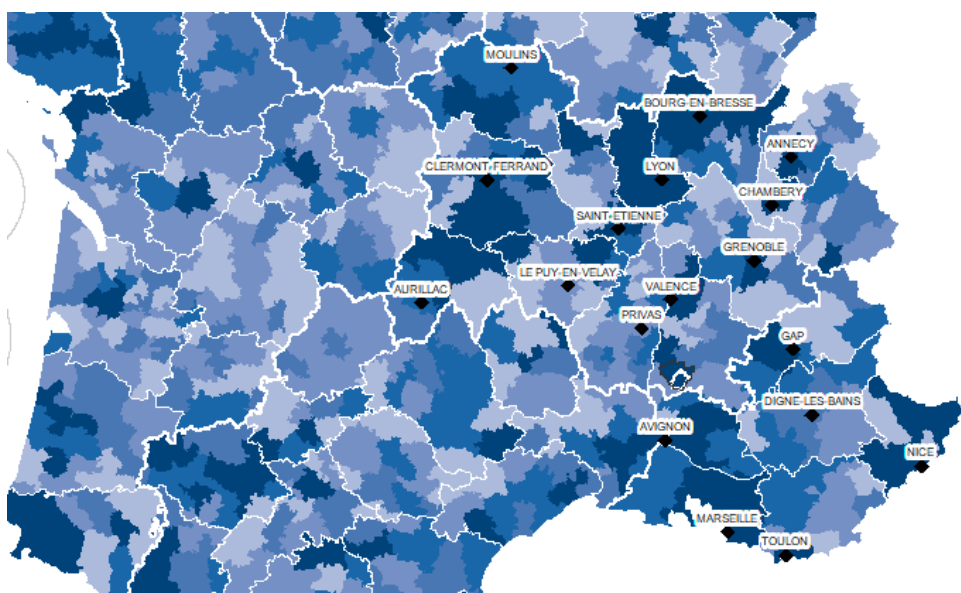 MOULINS
BOURG-EN-BRESSE
ANNECY
CLERMONT-FERRAND
LYON
CHAMBERY
SAINT-ETIENNE
GRENOBLE
LE PUY-EN-VELAY
AURILLAC
VALENCE
PRIVAS
GAP
DIGNE-LES-BAINS
AVIGNON
NICE
MARSEILLE
TOULON